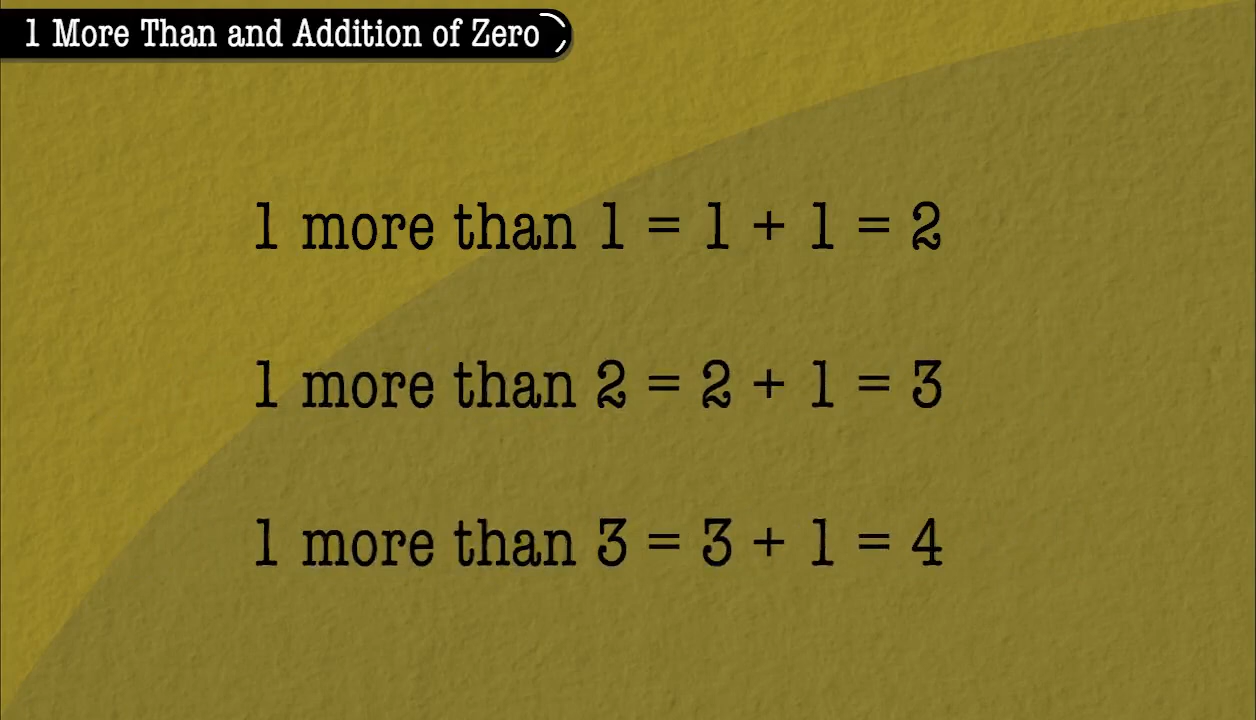 1 More Than and Addition of Zero
1 more than 1 = 1 + 1 = 2
1 more than 2 = 2 + 1 = 3
1 more than 3 = 3 + 1 = 4